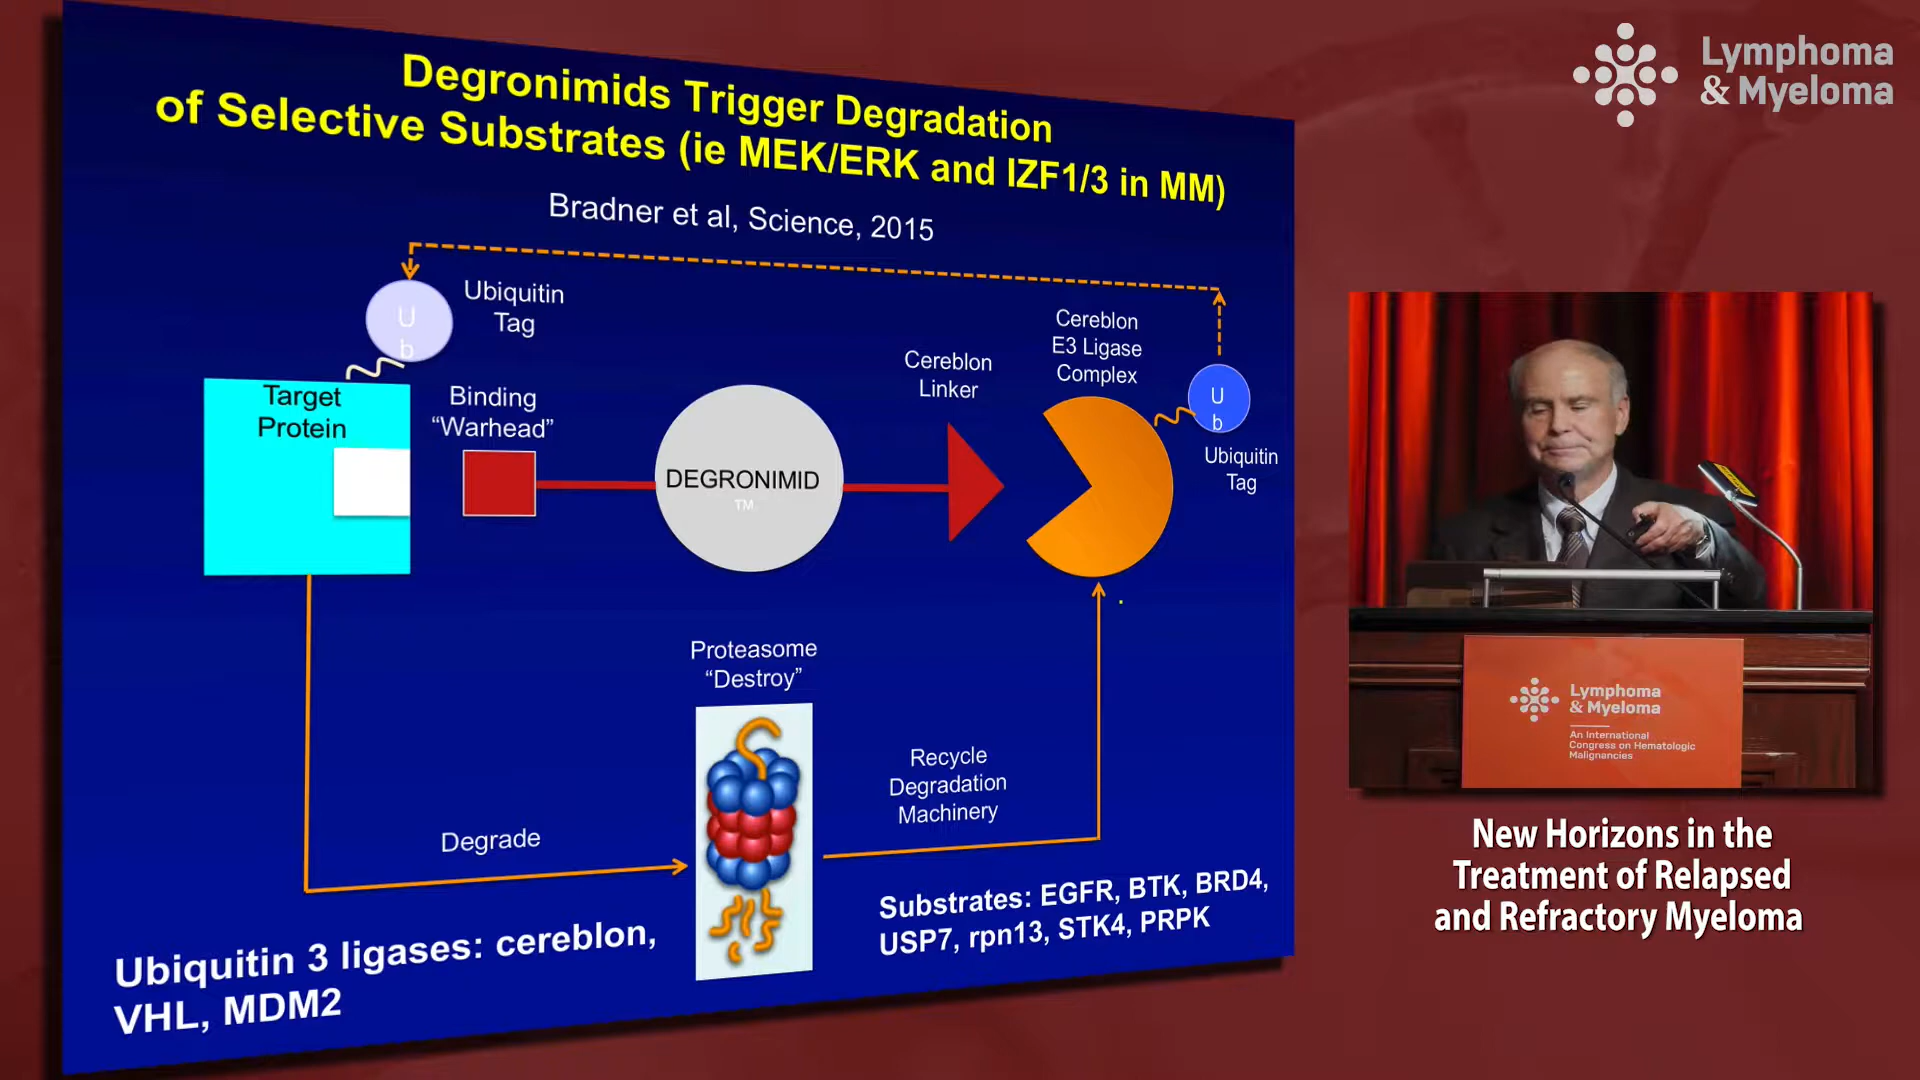 Degronimids Trigger Degradation
of Selective Substrates (ie MEK/ERK and IZF1/3 in MM)
Bradner et al, Science, 2015
Ubiquitin
Tag
U
b
Target
Protein
Binding
“Warhead”
DEGRONIMID
TM
Cereblon
Linker
Cereblon
E3 Ligase
Complex
U
b
Ubiquitin
Tag
Proteasome
“Destroy”
Recycle
Degradation
Machinery
Degrade
Substrates: EGFR, BTK, BRD4,
USP7, rpn13, STK4, PRPK
Ubiquitin 3 ligases: cereblon,
VHL, MDM2
Lymphoma
& Myeloma
Lymphoma
& Myeloma
An International
Congress on Hematologic
Malignancies
New Horizons in the
Treatment of Relapsed
and Refractory Myeloma